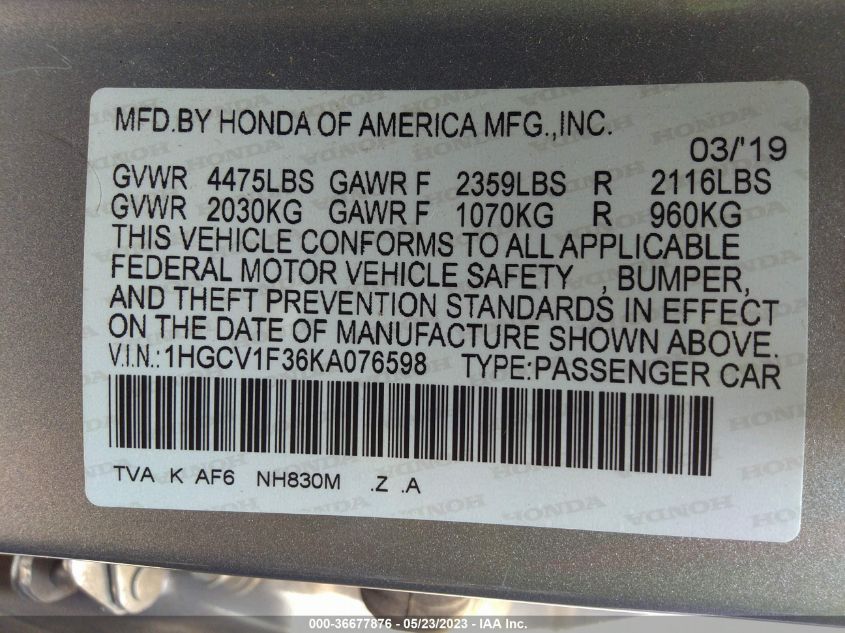 MFD.BY HONDA OF AMERICA MFG.,INC.
03/'19
GVWR 4475LBS GAWR F 2359LBS R 2116LBS
GVWR 2030KG GAWR F 1070KG R 960KG
THIS VEHICLE CONFORMS TO ALL APPLICABLE
FEDERAL MOTOR VEHICLE SAFETY , BUMPER,
AND THEFT PREVENTION STANDARDS IN EFFECT
ON THE DATE OF MANUFACTURE SHOWN ABOVE.
V.I.N.:1HGCV1F36KA076598 TYPE:PASSENGER CAR
TVA K AF6 NH830M .Z .A
000-36677876 - 05/23/2023 - IAA Inc.